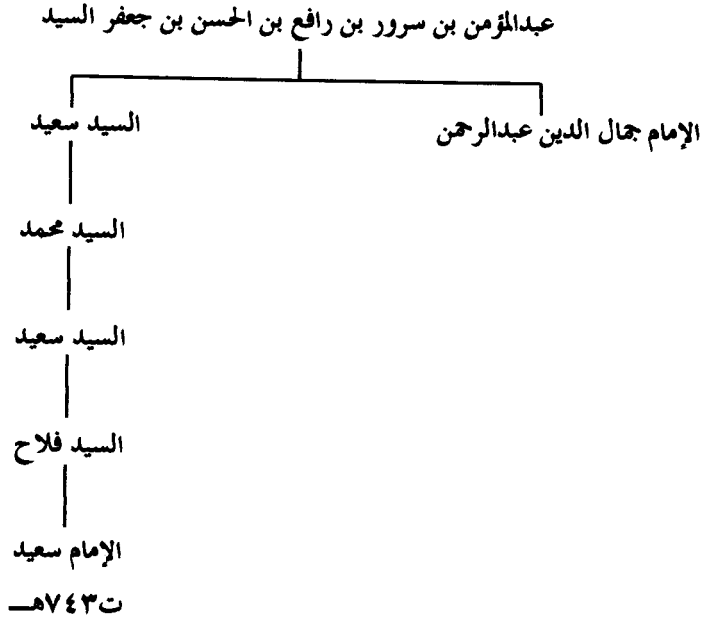 عبدالمؤمن بن سرور بن رافع بن الحسن بن جعفر السيد
الإمام جمال الدين عبدالرحمن
السيد سعيد
السيد محمد
السيد سعيد
السيد فلاح
الإمام سعيد
ت٧٤٣هـ